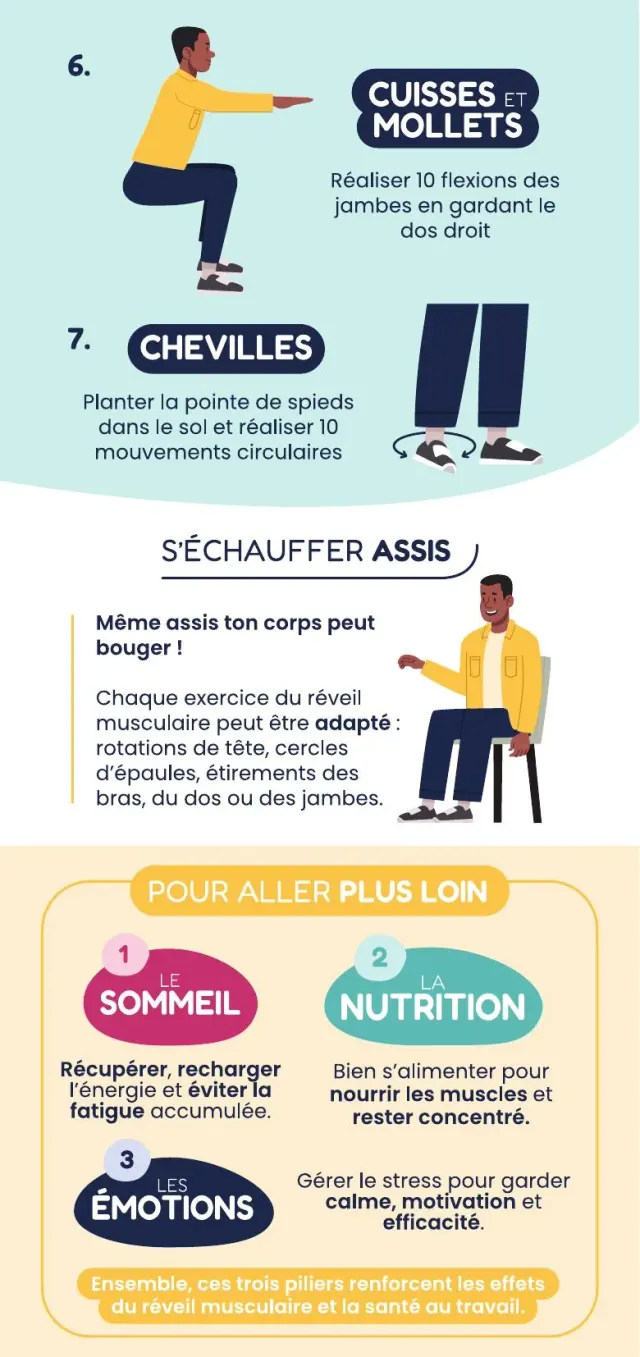 6.
CUISSES ET
MOLLETS
Réaliser 10 flexions des
jambes en gardant le
dos droit
7.
CHEVILLES
Planter la pointe de spieds
dans le sol et réaliser 10
mouvements circulaires
S'ÉCHAUFFER ASSIS
Même assis ton corps peut
bouger !
Chaque exercice du réveil
musculaire peut être adapté :
rotations de tête, cercles
d'épaules, étirements des
bras, du dos ou des jambes.
POUR ALLER PLUS LOIN
1
LE
SOMMEIL
Récupérer, recharger
l'énergie et éviter la
fatigue accumulée.
2
LA
NUTRITION
Bien s'alimenter pour
nourrir les muscles et
rester concentré.
3
LES
ÉMOTIONS
Gérer le stress pour garder
calme, motivation et
efficacité.
Ensemble, ces trois piliers renforcent les effets
du réveil musculaire et la santé au travail.